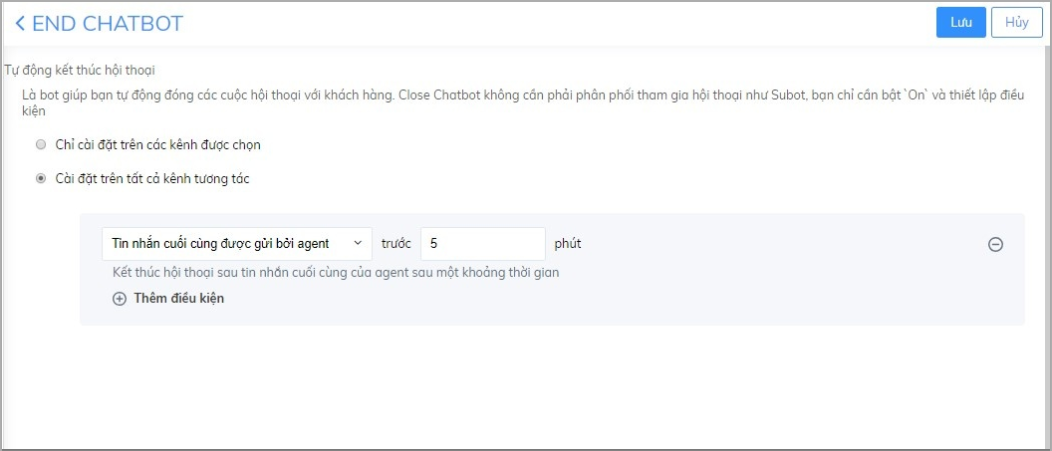 END CHATBOT
Lưu
Hủy
Tự động kết thúc hội thoại
Là bot giúp bạn tự động đóng các cuộc hội thoại với khách hàng. Close Chatbot không cần phải phân phối tham gia hội thoại như Subot, bạn chỉ cần bật `On` và thiết lập điều
kiện
Chỉ cài đặt trên các kênh được chọn
Cài đặt trên tất cả kênh tương tác
Tin nhắn cuối cùng được gửi bởi agent trước 5 phút
Kết thúc hội thoại sau tin nhắn cuối cùng của agent sau một khoảng thời gian
Thêm điều kiện